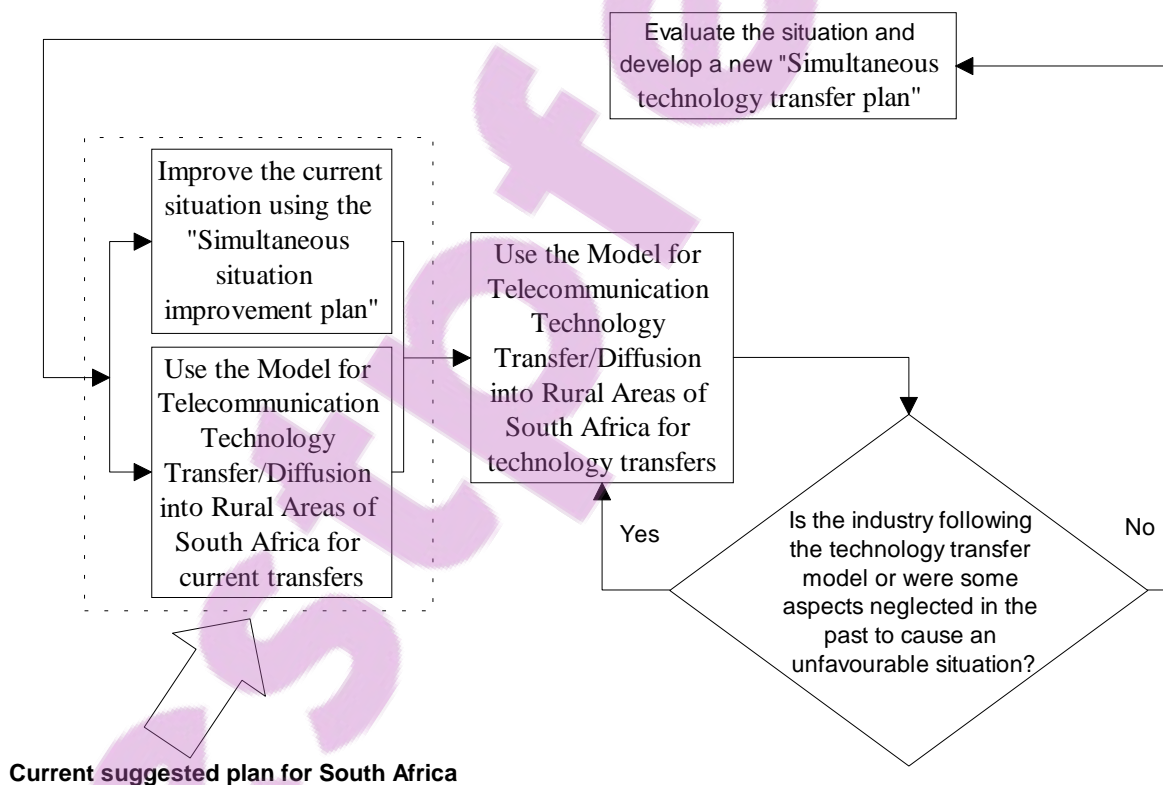 Evaluate the situation and
develop a new "Simultaneous
technology transfer plan"
Improve the current
situation using the
"Simultaneous
situation
improvement plan"
Use the Model for
Telecommunication
Technology
Transfer/Diffusion
into Rural Areas of
South Africa for
current transfers
Use the Model for
Telecommunication
Technology
Transfer/Diffusion
into Rural Areas of
South Africa for
technology transfers
Yes
Is the industry following
the technology transfer
model or were some
aspects neglected in the
past to cause an
unfavourable situation?
No
Current suggested plan for South Africa
stpfe